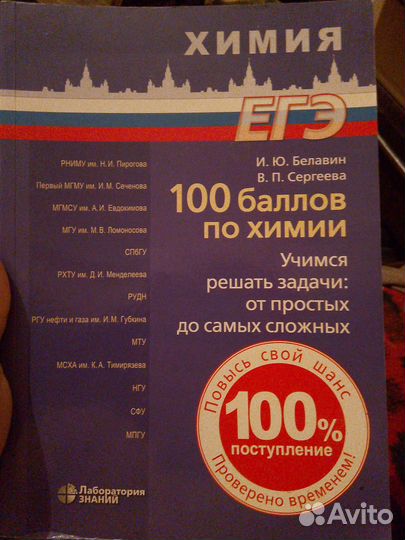 ХИМИЯ
ЕГЭ
И. Ю. Белавин
В. П. Сергеева
100 баллов
по химии
Учимся
решать задачи:
от простых
до самых сложных
РНИМУ им. Н. И. Пирогова
Первый МГМУ им. И.М. Сеченова
МГМСУ им. А.И. Евдокимова
МГУ им. М.В. Ломоносова
СПбГУ
РХТУ им. Д.И. Менделеева
РУДН
РГУ нефти и газа им. И.М. Губкина
МТУ
МСХА им. К.А. Тимирязева
НГУ
СФУ
МПГУ
Повысь свой шанс
100%
поступление
Проверено временем!
Лаборатория
ЗНАНИЙ
Avito